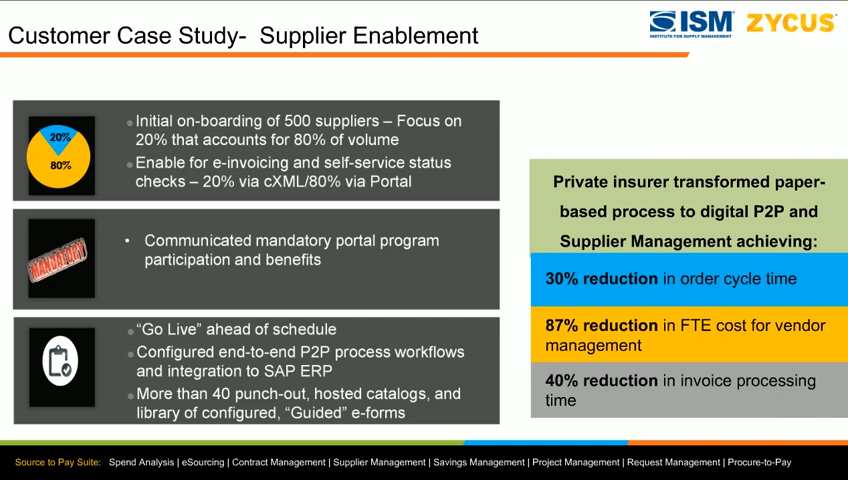 Customer Case Study-  Supplier Enablement
ISM
INSTITUTE FOR SUPPLY MANAGEMENT
ZYCUS
20%
80%
Initial on-boarding of 500 suppliers – Focus on
20% that accounts for 80% of volume
Enable for e-invoicing and self-service status
checks – 20% via cXML/80% via Portal
MANDATORY
• Communicated mandatory portal program
participation and benefits
“Go Live” ahead of schedule
Configured end-to-end P2P process workflows
and integration to SAP ERP
More than 40 punch-out, hosted catalogs, and
library of configured, “Guided” e-forms
Private insurer transformed paper-
based process to digital P2P and
Supplier Management achieving:
30% reduction in order cycle time
87% reduction in FTE cost for vendor
management
40% reduction in invoice processing
time
Source to Pay Suite: Spend Analysis | eSourcing | Contract Management | Supplier Management | Savings Management | Project Management | Request Management | Procure-to-Pay